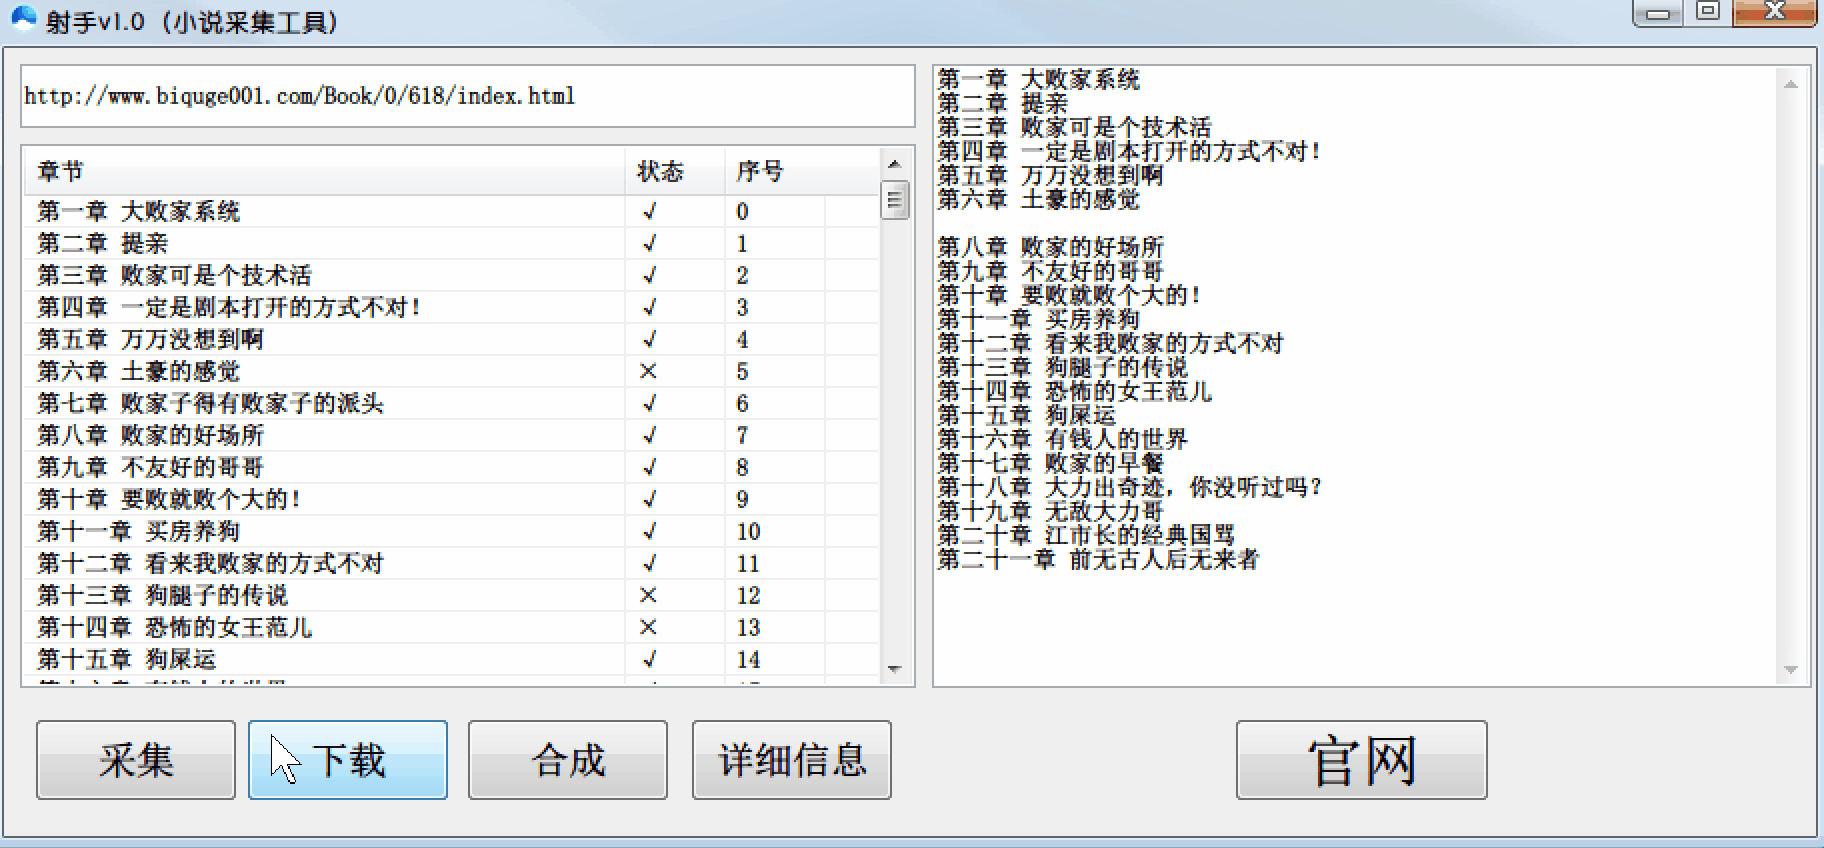 射手v1.0（小说采集工具）
http://www.biquge001.com/Book/0/618/index.html
章节 状态 序号
第一章 大败家系统 √ 0
第二章 提亲 √ 1
第三章 败家可是个技术活 √ 2
第四章 一定是剧本打开的方式不对！ √ 3
第五章 万万没想到啊 √ 4
第六章 土豪的感觉 × 5
第七章 败家子得有败家子的派头 √ 6
第八章 败家的好场所 √ 7
第九章 不友好的哥哥 √ 8
第十章 要败就败个大的！ √ 9
第十一章 买房养狗 √ 10
第十二章 看来我败家的方式不对 √ 11
第十三章 狗腿子的传说 × 12
第十四章 恐怖的女王范儿 × 13
第十五章 狗屎运 √ 14
第一章 大败家系统
第二章 提亲
第三章 败家可是个技术活
第四章 一定是剧本打开的方式不对！
第五章 万万没想到啊
第六章 土豪的感觉
第八章 败家的好场所
第九章 不友好的哥哥
第十章 要败就败个大的！
第十一章 买房养狗
第十二章 看来我败家的方式不对
第十三章 狗腿子的传说
第十四章 恐怖的女王范儿
第十五章 狗屎运
第十六章 有钱人的世界
第十七章 败家的早餐
第十八章 大力出奇迹，你没听过吗？
第十九章 无敌大力哥
第二十章 江市长的经典国骂
第二十一章 前无古人后无来者
采集 下载 合成 详细信息 官网